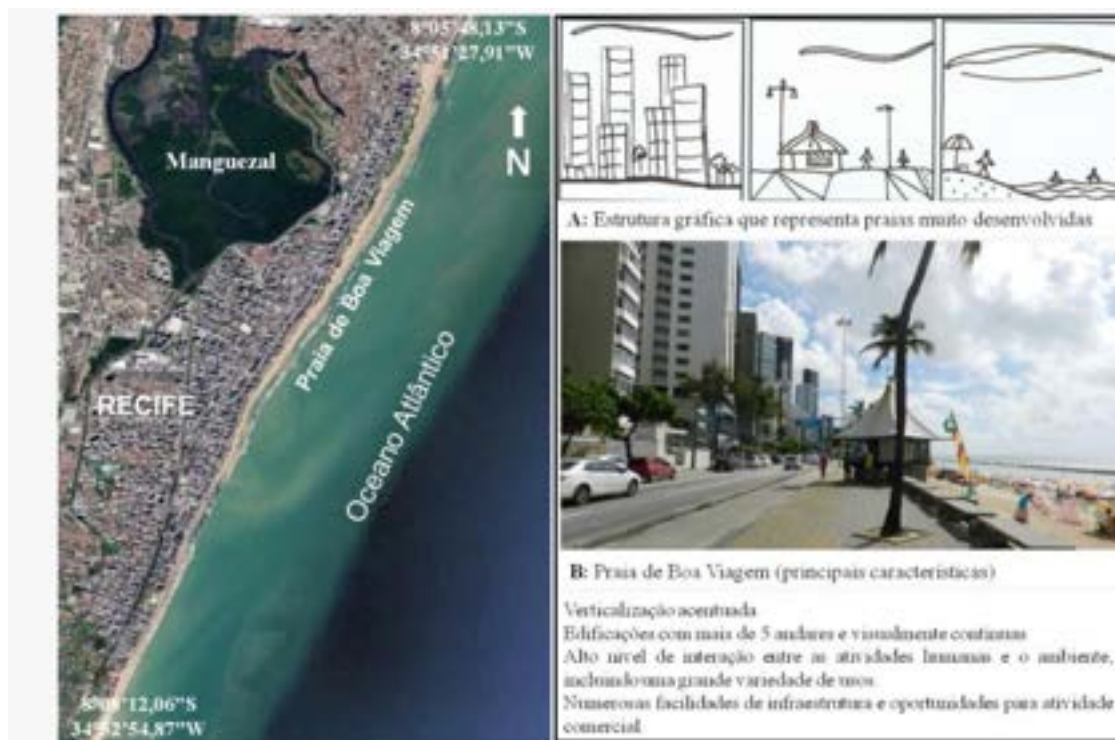 8°05'48,13"S
34°51'27,91"W
N
Manguezal
Praia de Boa Viagem
RECIFE
Oceano Atlântico
34°52'54,87"W
A: Estrutura gráfica que representa praias muito desenvolvidas
B: Praia de Boa Viagem (principais características)
Verticalização acentuada
Edificações com mais de 5 andares e visualmente contínuas
Alto nível de interação entre as atividades humanas e o ambiente,
incluindo uma grande variedade de usos
Numerosas facilidades de infraestrutura e oportunidades para atividade
comercial